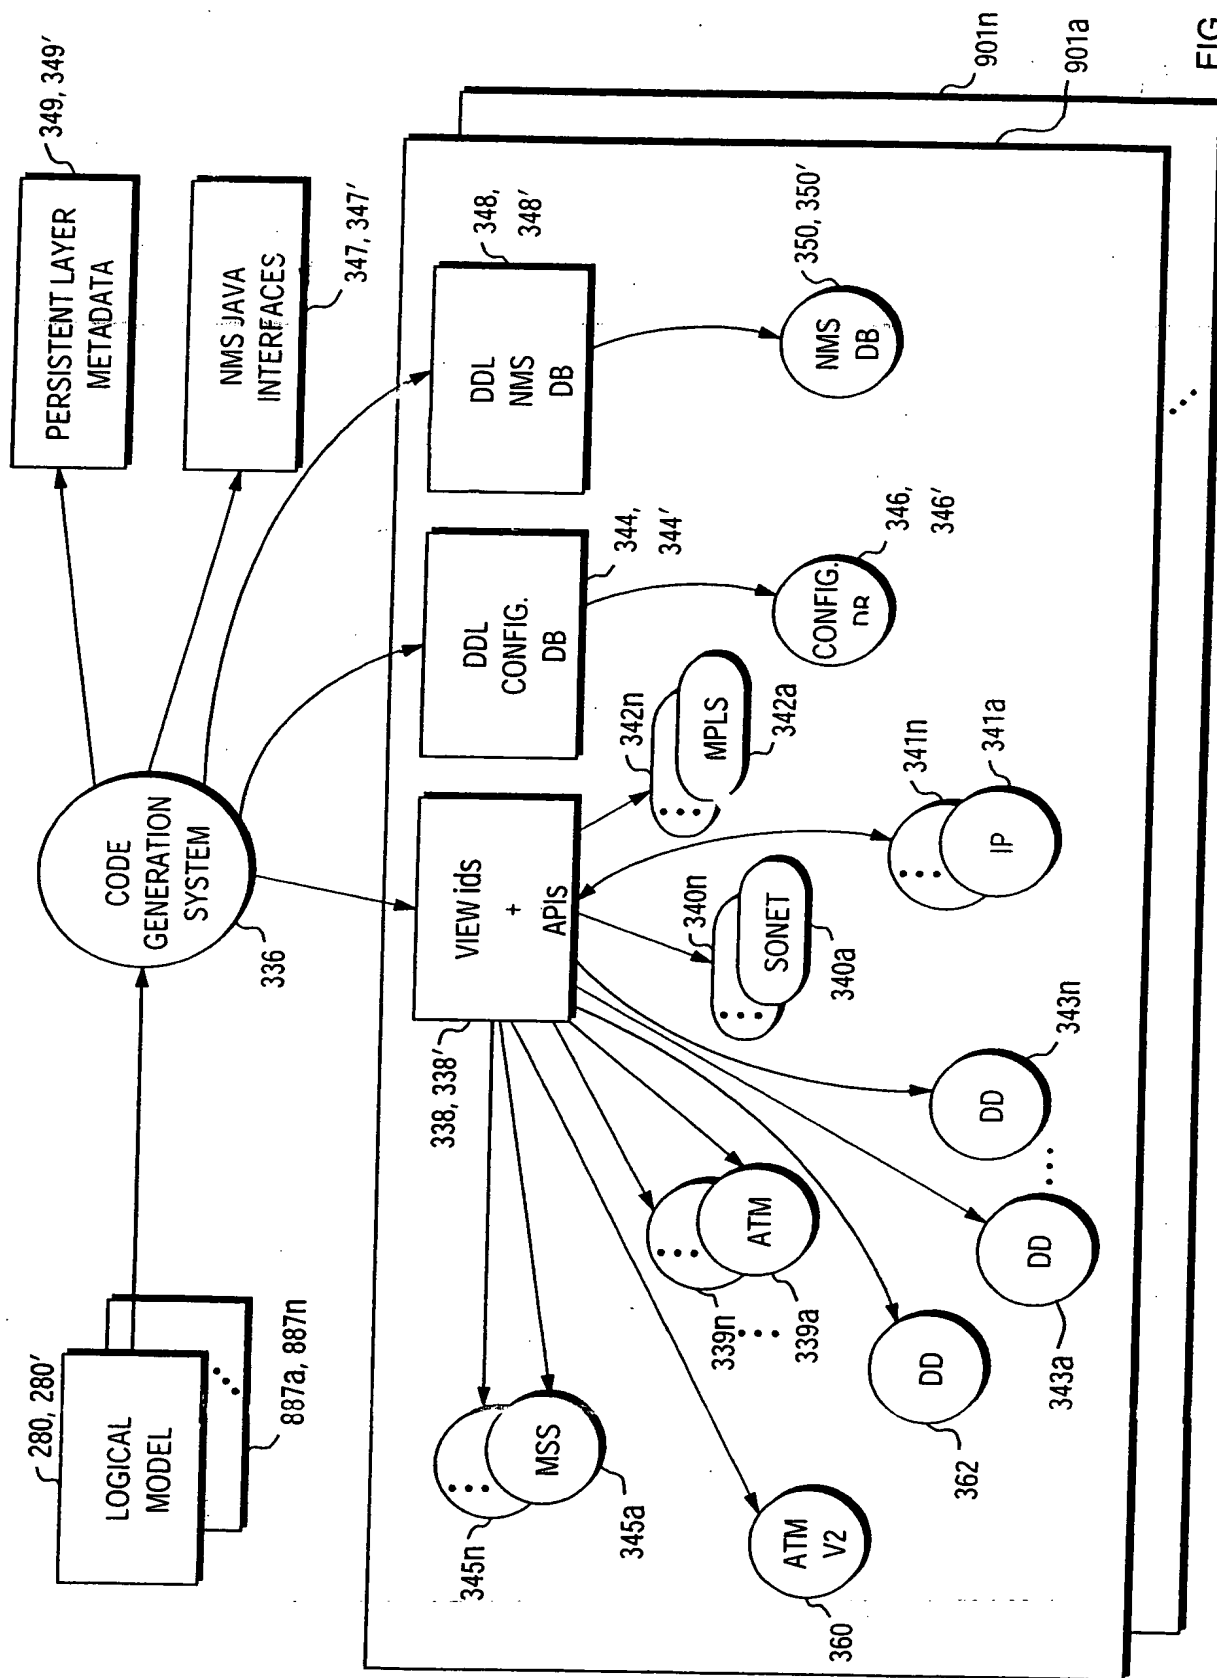 280, 280′
LOGICAL
MODEL
887a, 887n
CODE
GENERATION
SYSTEM
336
PERSISTENT LAYER
METADATA
349, 349′
NMS JAVA
INTERFACES
347, 347′
338, 338′
VIEW ids
+
APIs
DDL
CONFIG.
DB
344,
344′
DDL
NMS
DB
348,
348′
345n
MSS
345a
ATM
V2
360
339n
ATM
339a
DD
362
DD
343a
DD
343n
340n
SONET
340a
342n
MPLS
342a
341n
IP
341a
CONFIG.
346,
346′
NMS
DB
350, 350′
901n
901a
FIG